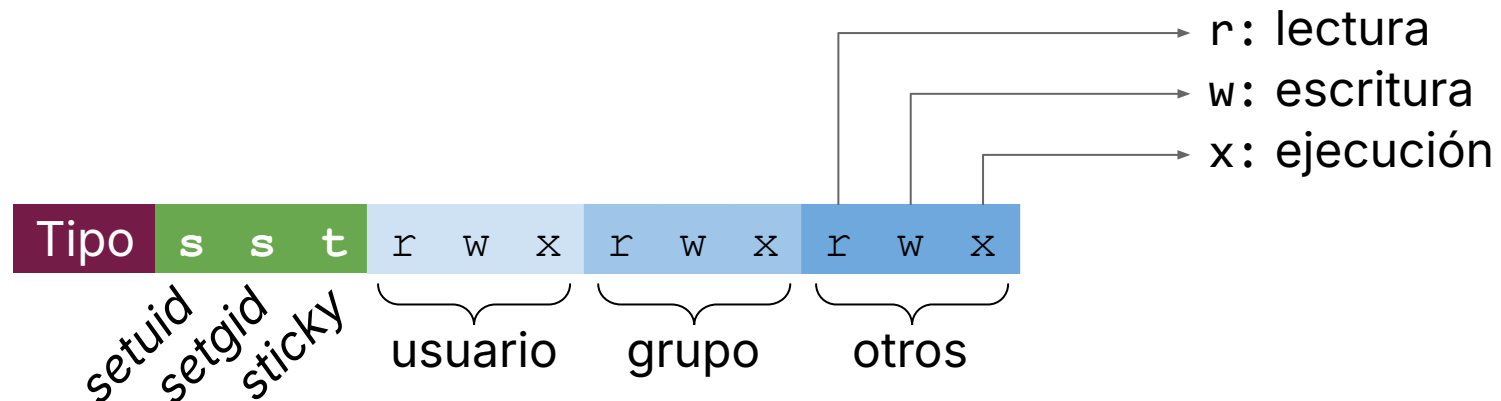 r: lectura
w: escritura
x: ejecución
Tipo s s t r w x r w x r w x
setuid setgid sticky usuario grupo otros